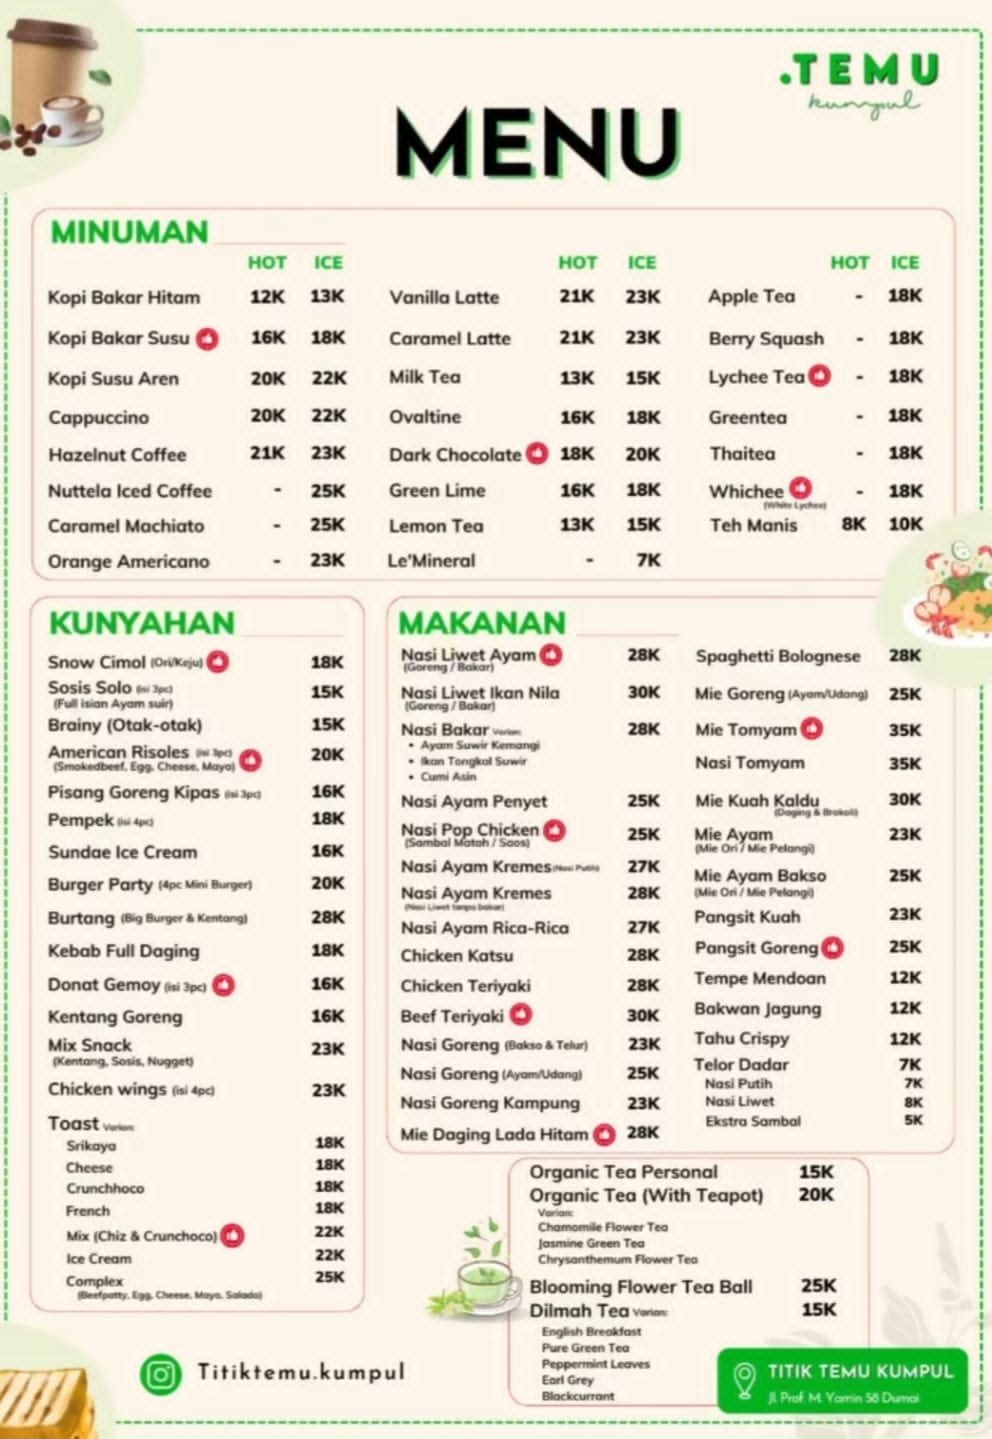 .TEMU
kumpul
MENU
MINUMAN
HOT ICE
Kopi Bakar Hitam 12K 13K
Kopi Bakar Susu 16K 18K
Kopi Susu Aren 20K 22K
Cappuccino 20K 22K
Hazelnut Coffee 21K 23K
Nuttela Iced Coffee - 25K
Caramel Machiato - 25K
Orange Americano - 23K
HOT ICE
Vanilla Latte 21K 23K
Caramel Latte 21K 23K
Milk Tea 13K 15K
Ovaltine 16K 18K
Dark Chocolate 18K 20K
Green Lime 16K 18K
Lemon Tea 13K 15K
Le'Mineral - 7K
HOT ICE
Apple Tea - 18K
Berry Squash - 18K
Lychee Tea - 18K
Greentea - 18K
Thaitea - 18K
Whichee - 18K
(White Lychee)
Teh Manis 8K 10K
KUNYAHAN
Snow Cimol (Ori/Keju) 18K
Sosis Solo (isi 3pc) 15K
(Full isian Ayam suir)
Brainy (Otak-otak) 15K
American Risoles (isi 3pc) 20K
(Smokedbeef, Egg, Cheese, Mayo)
Pisang Goreng Kipas (isi 3pc) 16K
Pempek (isi 4pc) 18K
Sundae Ice Cream 16K
Burger Party (4pc Mini Burger) 20K
Burtang (Big Burger & Kentang) 28K
Kebab Full Daging 18K
Donat Gemoy (isi 3pc) 16K
Kentang Goreng 16K
Mix Snack 23K
(Kentang, Sosis, Nugget)
Chicken wings (isi 4pc) 23K
Toast Varian:
Srikaya 18K
Cheese 18K
Crunchhoco 18K
French 18K
Mix (Chiz & Crunchoco) 22K
Ice Cream 22K
Complex 25K
(Beefpatty, Egg, Cheese, Mayo, Salada)
MAKANAN
Nasi Liwet Ayam 28K
(Goreng / Bakar)
Nasi Liwet Ikan Nila 30K
(Goreng / Bakar)
Nasi Bakar Varian: 28K
• Ayam Suwir Kemangi
• Ikan Tongkol Suwir
• Cumi Asin
Nasi Ayam Penyet 25K
Nasi Pop Chicken 25K
(Sambal Matah / Saos)
Nasi Ayam Kremes (Nasi Putih) 27K
Nasi Ayam Kremes 28K
(Nasi Liwet tanpa bakar)
Nasi Ayam Rica-Rica 27K
Chicken Katsu 28K
Chicken Teriyaki 28K
Beef Teriyaki 30K
Nasi Goreng (Bakso & Telur) 23K
Nasi Goreng (Ayam/Udang) 25K
Nasi Goreng Kampung 23K
Mie Daging Lada Hitam 28K
Spaghetti Bolognese 28K
Mie Goreng (Ayam/Udang) 25K
Mie Tomyam 35K
Nasi Tomyam 35K
Mie Kuah Kaldu 30K
(Daging & Brokoli)
Mie Ayam 23K
(Mie Ori / Mie Pelangi)
Mie Ayam Bakso 25K
(Mie Ori / Mie Pelangi)
Pangsit Kuah 23K
Pangsit Goreng 25K
Tempe Mendoan 12K
Bakwan Jagung 12K
Tahu Crispy 12K
Telor Dadar 7K
Nasi Putih 7K
Nasi Liwet 8K
Ekstra Sambal 5K
Organic Tea Personal 15K
Organic Tea (With Teapot) 20K
Varian:
Chamomile Flower Tea
Jasmine Green Tea
Chrysanthemum Flower Tea
Blooming Flower Tea Ball 25K
Dilmah Tea Varian: 15K
English Breakfast
Pure Green Tea
Peppermint Leaves
Earl Grey
Blackcurrant
Titiktemu.kumpul
TITIK TEMU KUMPUL
Jl. Prof. M. Yamin 58 Dumai